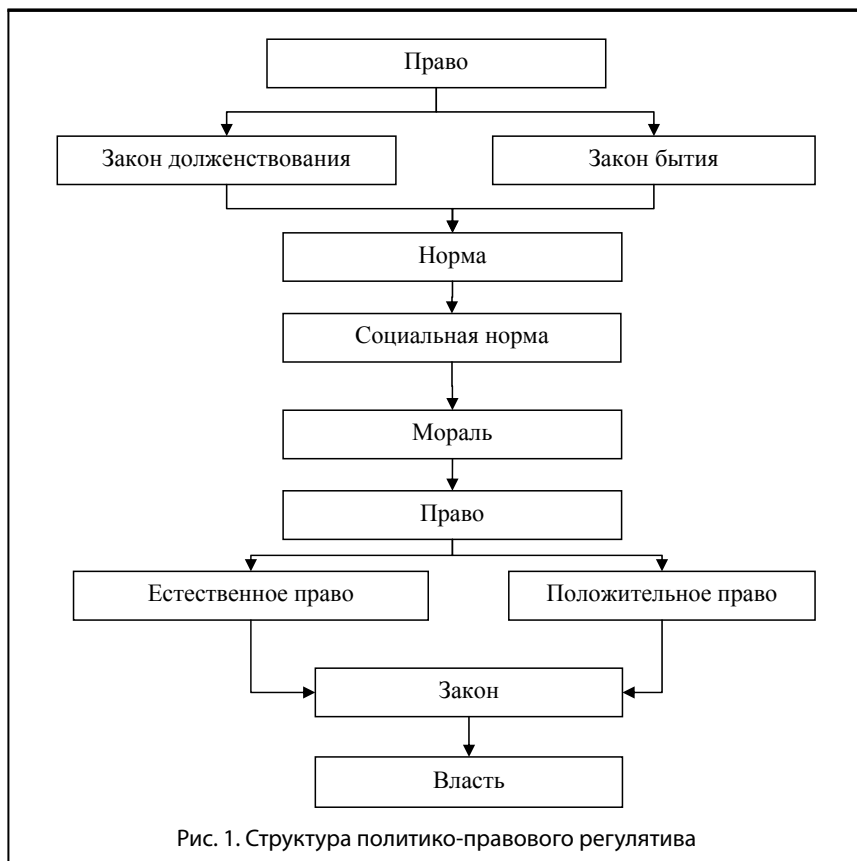 Право
Закон долженствования
Закон бытия
Норма
Социальная норма
Мораль
Право
Естественное право
Положительное право
Закон
Власть
Рис. 1. Структура политико-правового регулятива